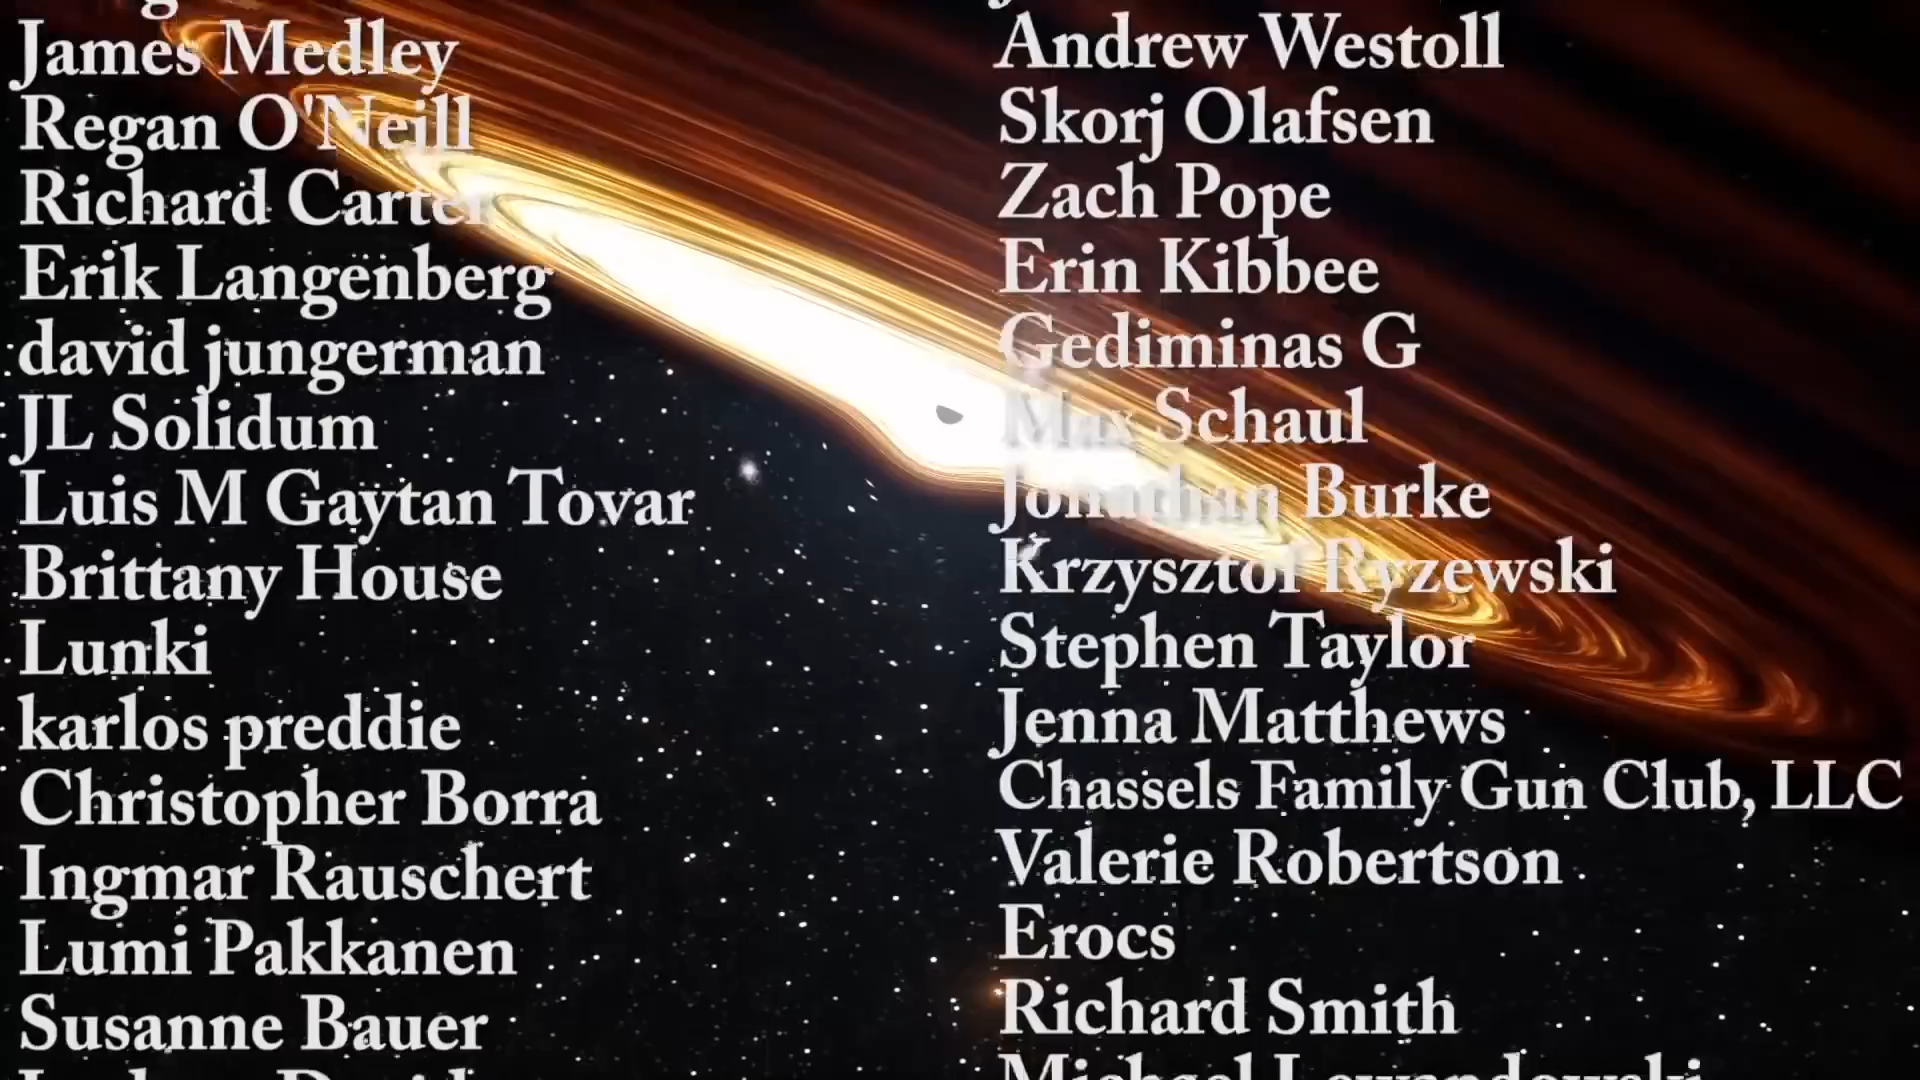 James Medley
Regan O'Neill
Richard Carter
Erik Langenberg
david jungerman
JL Solidum
Luis M Gaytan Tovar
Brittany House
Lunki
karlos preddie
Christopher Borra
Ingmar Rauschert
Lumi Pakkanen
Susanne Bauer
Andrew Westoll
Skorj Olafsen
Zach Pope
Erin Kibbee
Gediminas G
Max Schaul
Jonathan Burke
Krzysztof Ryzewski
Stephen Taylor
Jenna Matthews
Chassels Family Gun Club, LLC
Valerie Robertson
Erocs
Richard Smith
Michael Lewandowski